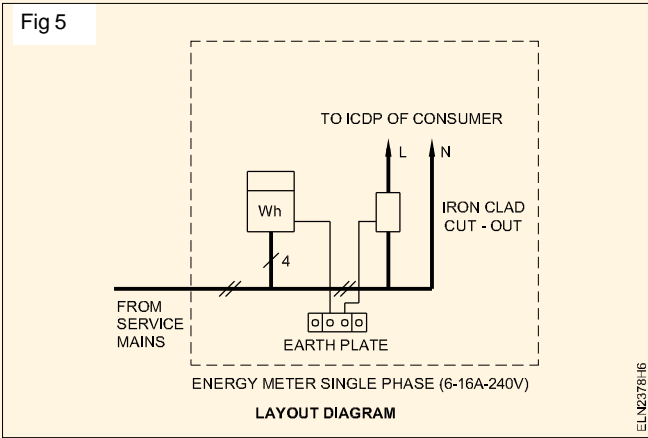 Fig 5
TO ICDP OF CONSUMER
L N
Wh
IRON CLAD
CUT - OUT
4
FROM
SERVICE
MAINS
EARTH PLATE
ENERGY METER SINGLE PHASE (6-16A-240V)
LAYOUT DIAGRAM
ELN2378H6